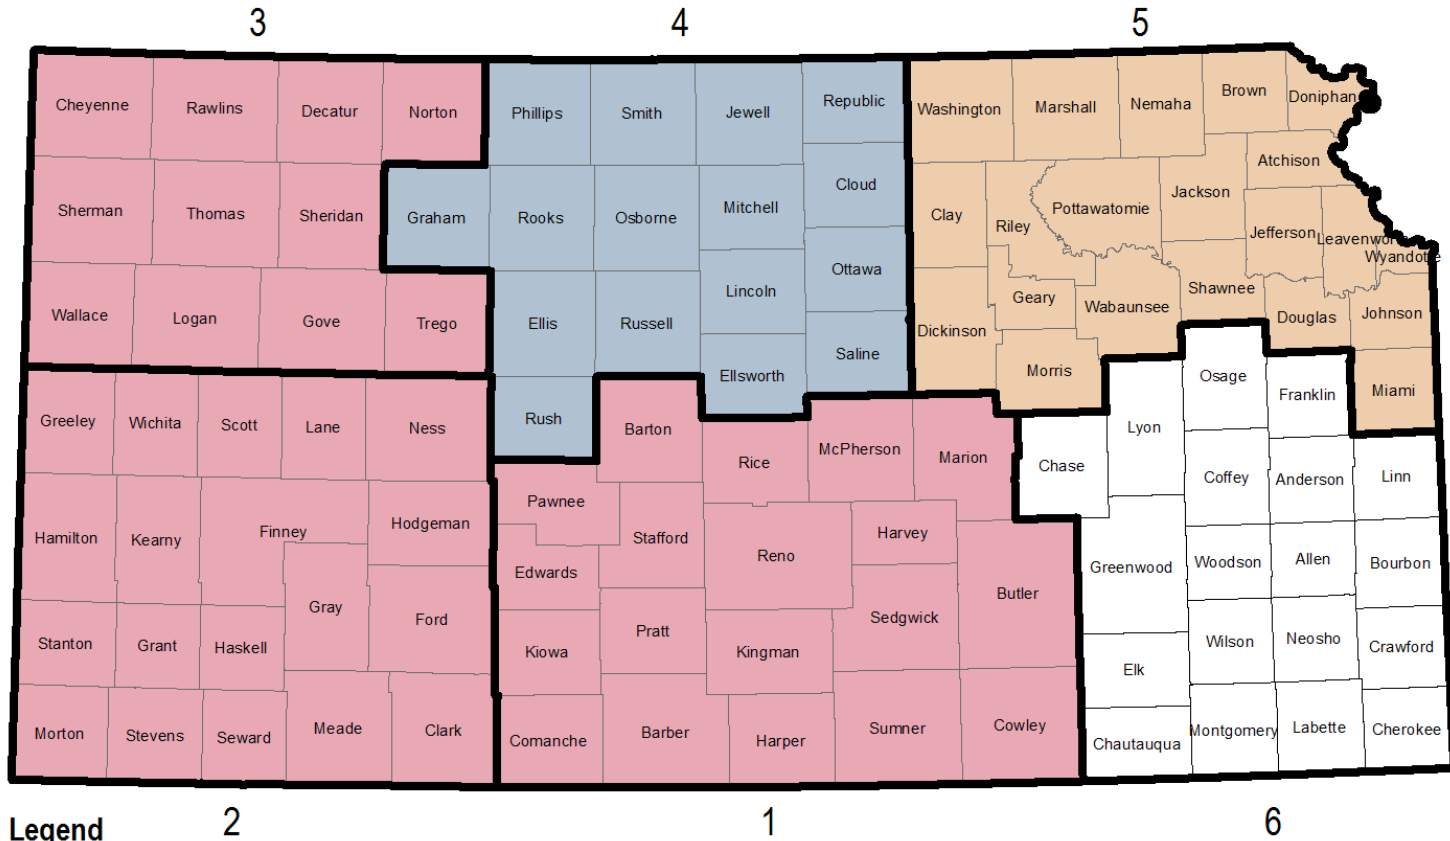 3 4 5
Cheyenne Rawlins Decatur Norton Phillips Smith Jewell Republic Washington Marshall Nemaha Brown Doniphan
Cloud Atchison
Sherman Thomas Sheridan Graham Rooks Osborne Mitchell Clay Riley Pottawatomie Jackson
Jefferson Leavenworth Wyandotte
Wallace Logan Gove Trego Ellis Russell Lincoln Ottawa Dickinson Geary Wabaunsee Shawnee Douglas Johnson
Saline
Ellsworth Morris Osage Franklin Miami
Greeley Wichita Scott Lane Ness Rush Barton Rice McPherson Marion Chase Lyon
Coffey Anderson Linn
Hamilton Kearny Finney Hodgeman Pawnee Stafford Reno Harvey
Edwards Greenwood Woodson Allen Bourbon
Gray Ford Sedgwick Butler
Stanton Grant Haskell Kiowa Pratt Kingman Elk Wilson Neosho Crawford
Morton Stevens Seward Meade Clark Comanche Barber Harper Sumner Cowley Chautauqua Montgomery Labette Cherokee
Legend 2 1 6